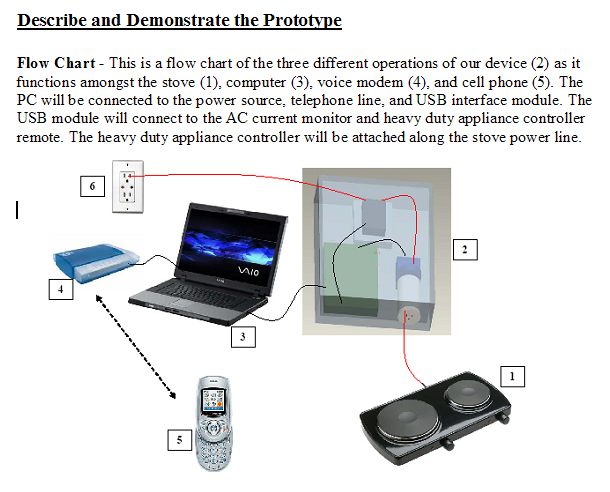 Describe and Demonstrate the Prototype
Flow Chart - This is a flow chart of the three different operations of our device (2) as it
functions amongst the stove (1), computer (3), voice modem (4), and cell phone (5). The
PC will be connected to the power source, telephone line, and USB interface module. The
USB module will connect to the AC current monitor and heavy duty appliance controller
remote. The heavy duty appliance controller will be attached along the stove power line.
6
2
VAIO
4
3
1
5